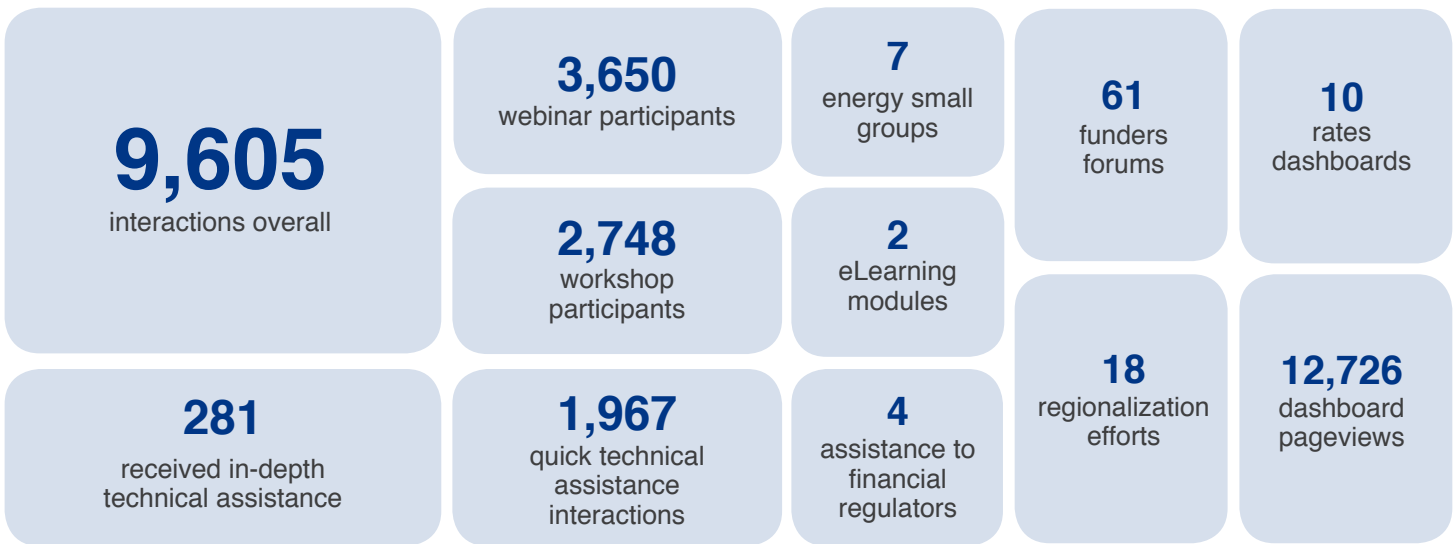 9,605
interactions overall
281
received in-depth
technical assistance
3,650
webinar participants
2,748
workshop
participants
1,967
quick technical
assistance
interactions
7
energy small
groups
2
eLearning
modules
4
assistance to
financial
regulators
61
funders
forums
18
regionalization
efforts
10
rates
dashboards
12,726
dashboard
pageviews